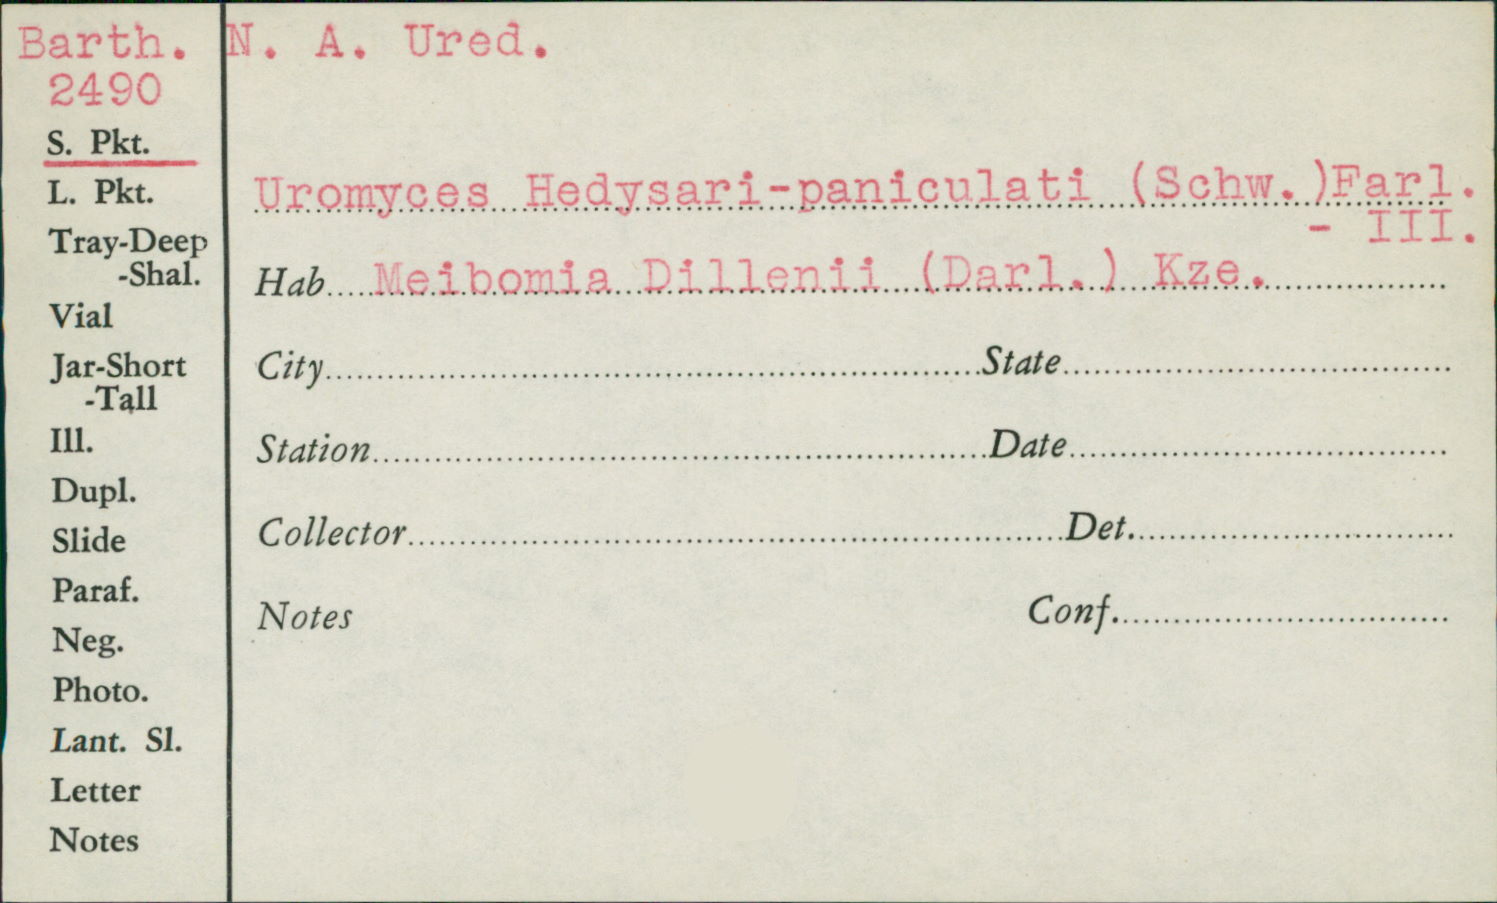 Barth. N. A. Ured.
2490
S. Pkt.
L. Pkt.
Uromyces Hedysari-paniculati (Schw.)Farl.
- III.
Tray-Deep
-Shal.
Hab....Meibomia Dillenii (Darl.) Kze.
Vial
Jar-Short
-Tall
City State
Ill.
Station Date
Dupl.
Slide
Collector Det.
Paraf.
Notes Conf.
Neg.
Photo.
Lant. Sl.
Letter
Notes